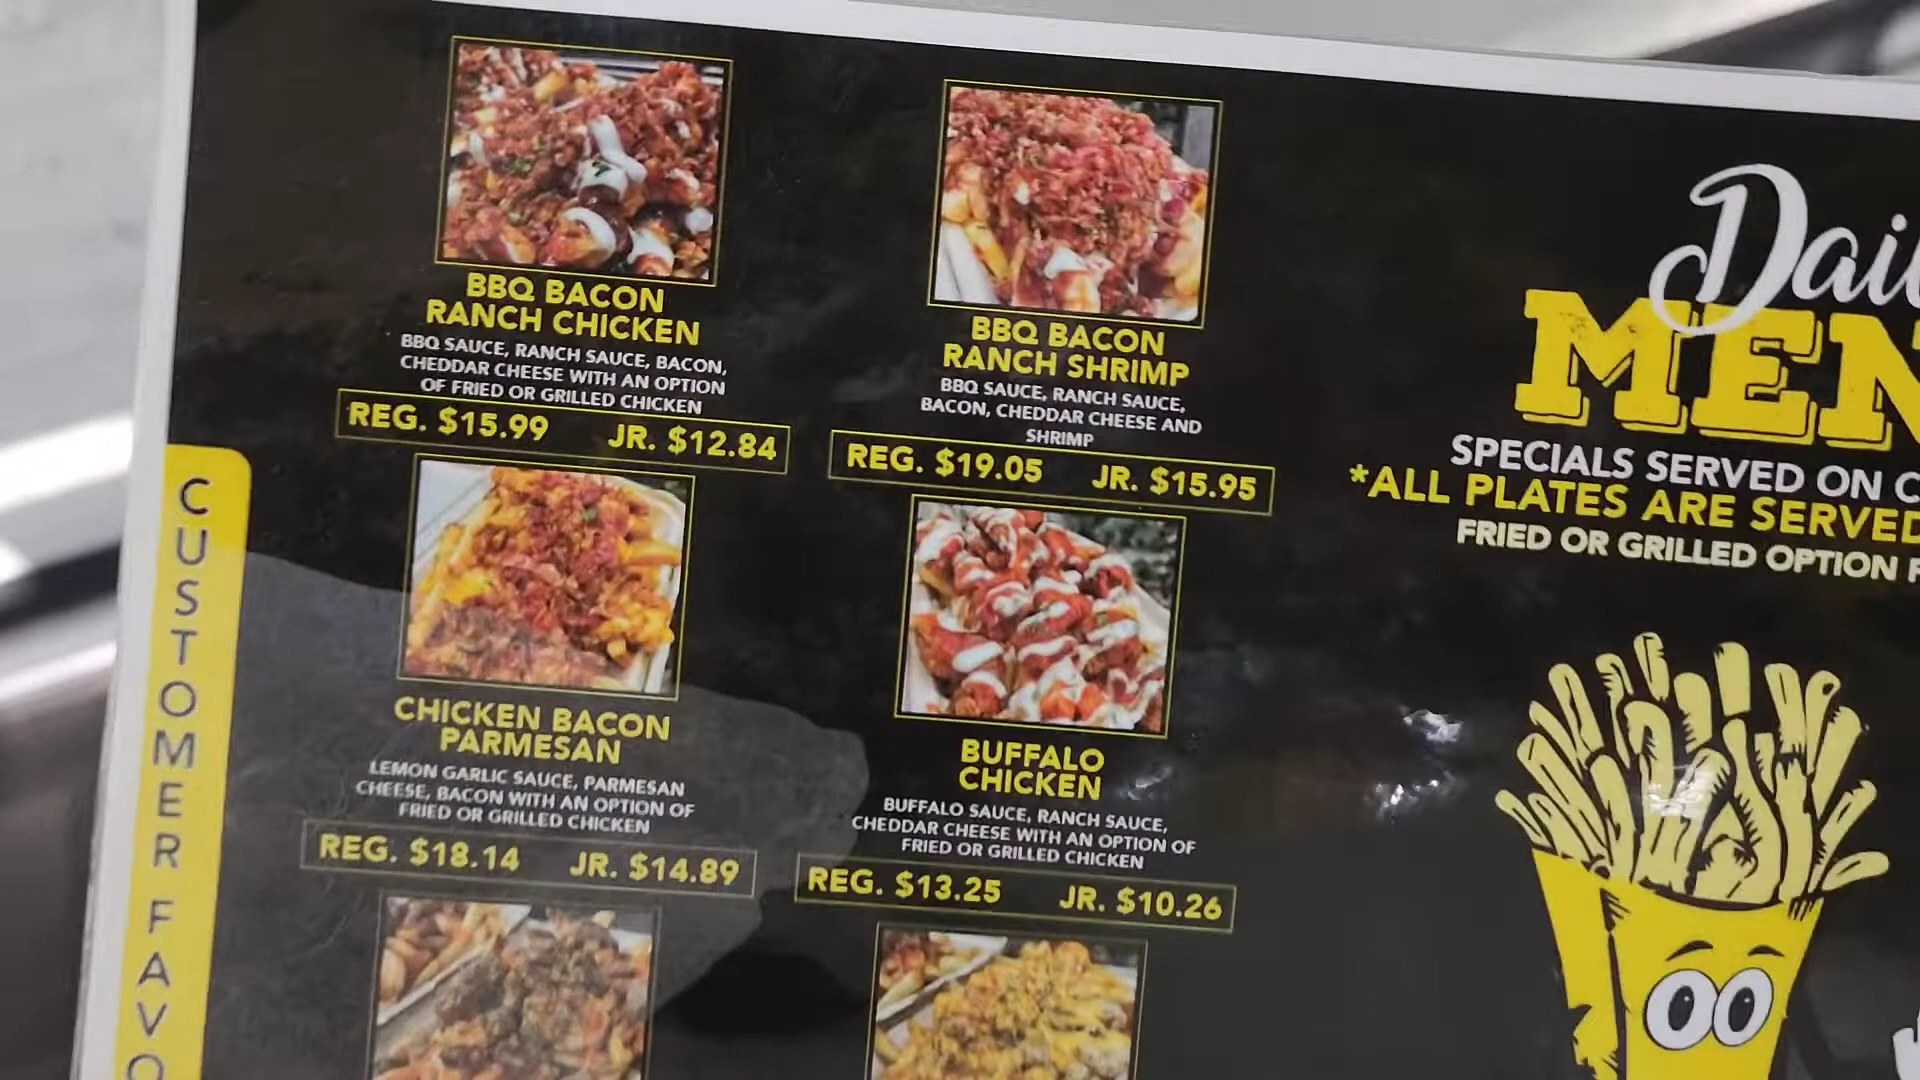 BBQ BACON
RANCH CHICKEN
BBQ SAUCE, RANCH SAUCE, BACON,
CHEDDAR CHEESE WITH AN OPTION
OF FRIED OR GRILLED CHICKEN
REG. $15.99 JR. $12.84
BBQ BACON
RANCH SHRIMP
BBQ SAUCE, RANCH SAUCE,
BACON, CHEDDAR CHEESE AND
SHRIMP
REG. $19.05 JR. $15.95
CHICKEN BACON
PARMESAN
LEMON GARLIC SAUCE, PARMESAN
CHEESE, BACON WITH AN OPTION OF
FRIED OR GRILLED CHICKEN
REG. $18.14 JR. $14.89
BUFFALO
CHICKEN
BUFFALO SAUCE, RANCH SAUCE,
CHEDDAR CHEESE WITH AN OPTION OF
FRIED OR GRILLED CHICKEN
REG. $13.25 JR. $10.26
CUSTOMER FAVO
Dai
MEN
SPECIALS SERVED ON C
*ALL PLATES ARE SERVED
FRIED OR GRILLED OPTION F